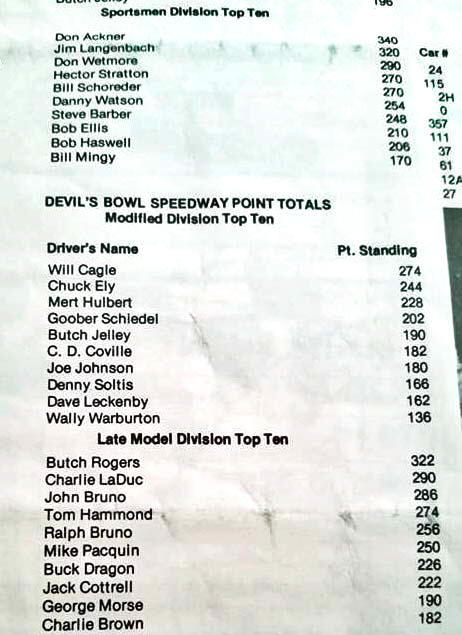 Butch Jelley 196
Sportsmen Division Top Ten
Don Ackner 340
Jim Langenbach 320 Car #
Don Wetmore 290 24
Hector Stratton 270 115
Bill Schoreder 270 2H
Danny Watson 254 0
Steve Barber 248 357
Bob Ellis 210 111
Bob Haswell 206 37
Bill Mingy 170 61
12A
27
DEVIL'S BOWL SPEEDWAY POINT TOTALS
Modified Division Top Ten
Driver's Name Pt. Standing
Will Cagle 274
Chuck Ely 244
Mert Hulbert 228
Goober Schiedel 202
Butch Jelley 190
C. D. Coville 182
Joe Johnson 180
Denny Soltis 166
Dave Leckenby 162
Wally Warburton 136
Late Model Division Top Ten
Butch Rogers 322
Charlie LaDuc 290
John Bruno 286
Tom Hammond 274
Ralph Bruno 256
Mike Pacquin 250
Buck Dragon 226
Jack Cottrell 222
George Morse 190
Charlie Brown 182